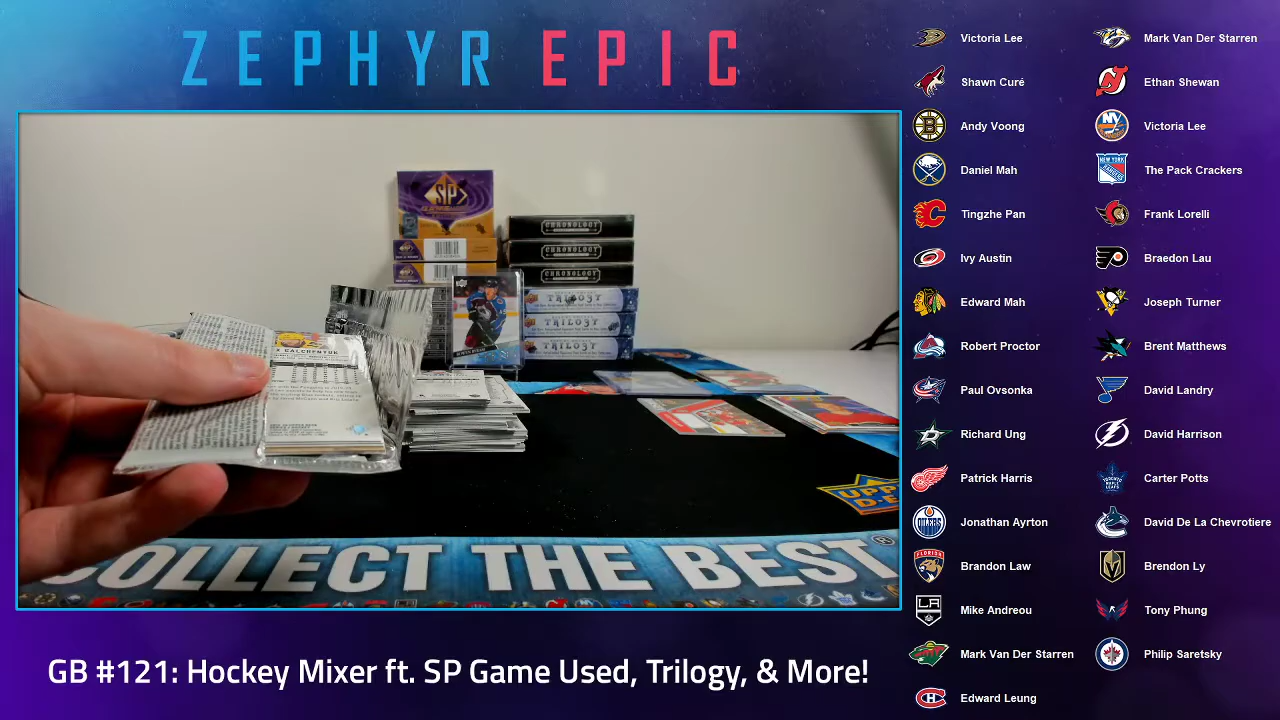 ZEPHYR EPIC
Victoria Lee
Shawn Curé
Andy Voong
Daniel Mah
Tingthe Pan
Ivy Austin
Edward Mah
Robert Proctor
Paul Ovsonka
Richard Ung
Patrick Harris
Jonathan Ayrton
Brandon Law
Mike Andreou
Mark Van Der Starren
Edward Leung
Mark Van Der Starren
Ethan Shewan
Victoria Lee
The Pack Crackers
Frank Lorelli
Braedon Lau
Joseph Turner
Brent Matthews
David Landry
David Harrison
Carter Potts
David De La Chevrotiere
Brendon Ly
Tony Phung
Philip Saretsky
SP
CHRONOLOGY
CHRONOLOGY
CHRONOLOGY
TRILOGY
TRILOGY
TRILOGY
GALCHENYUK
UPP
D.E
COLLECT THE BEST®
GB #121: Hockey Mixer ft. SP Game Used, Trilogy, & More!